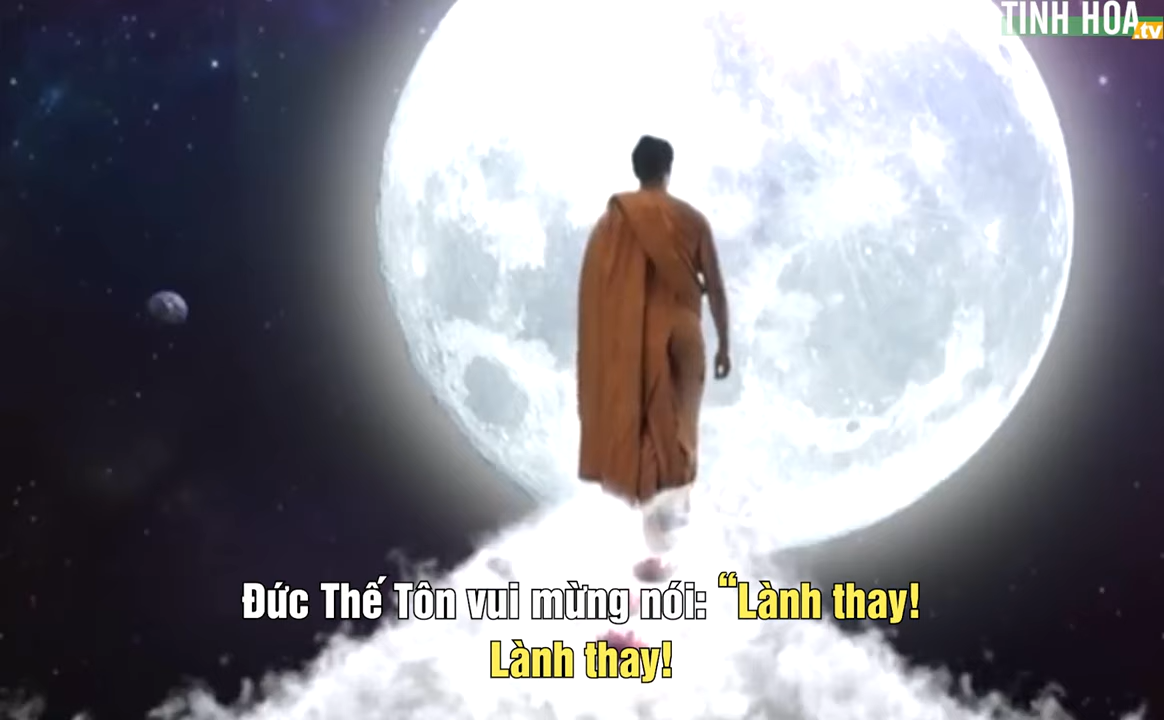 TINH HOA
.tv
Đức Thế Tôn vui mừng nói: “Lành thay!
Lành thay!